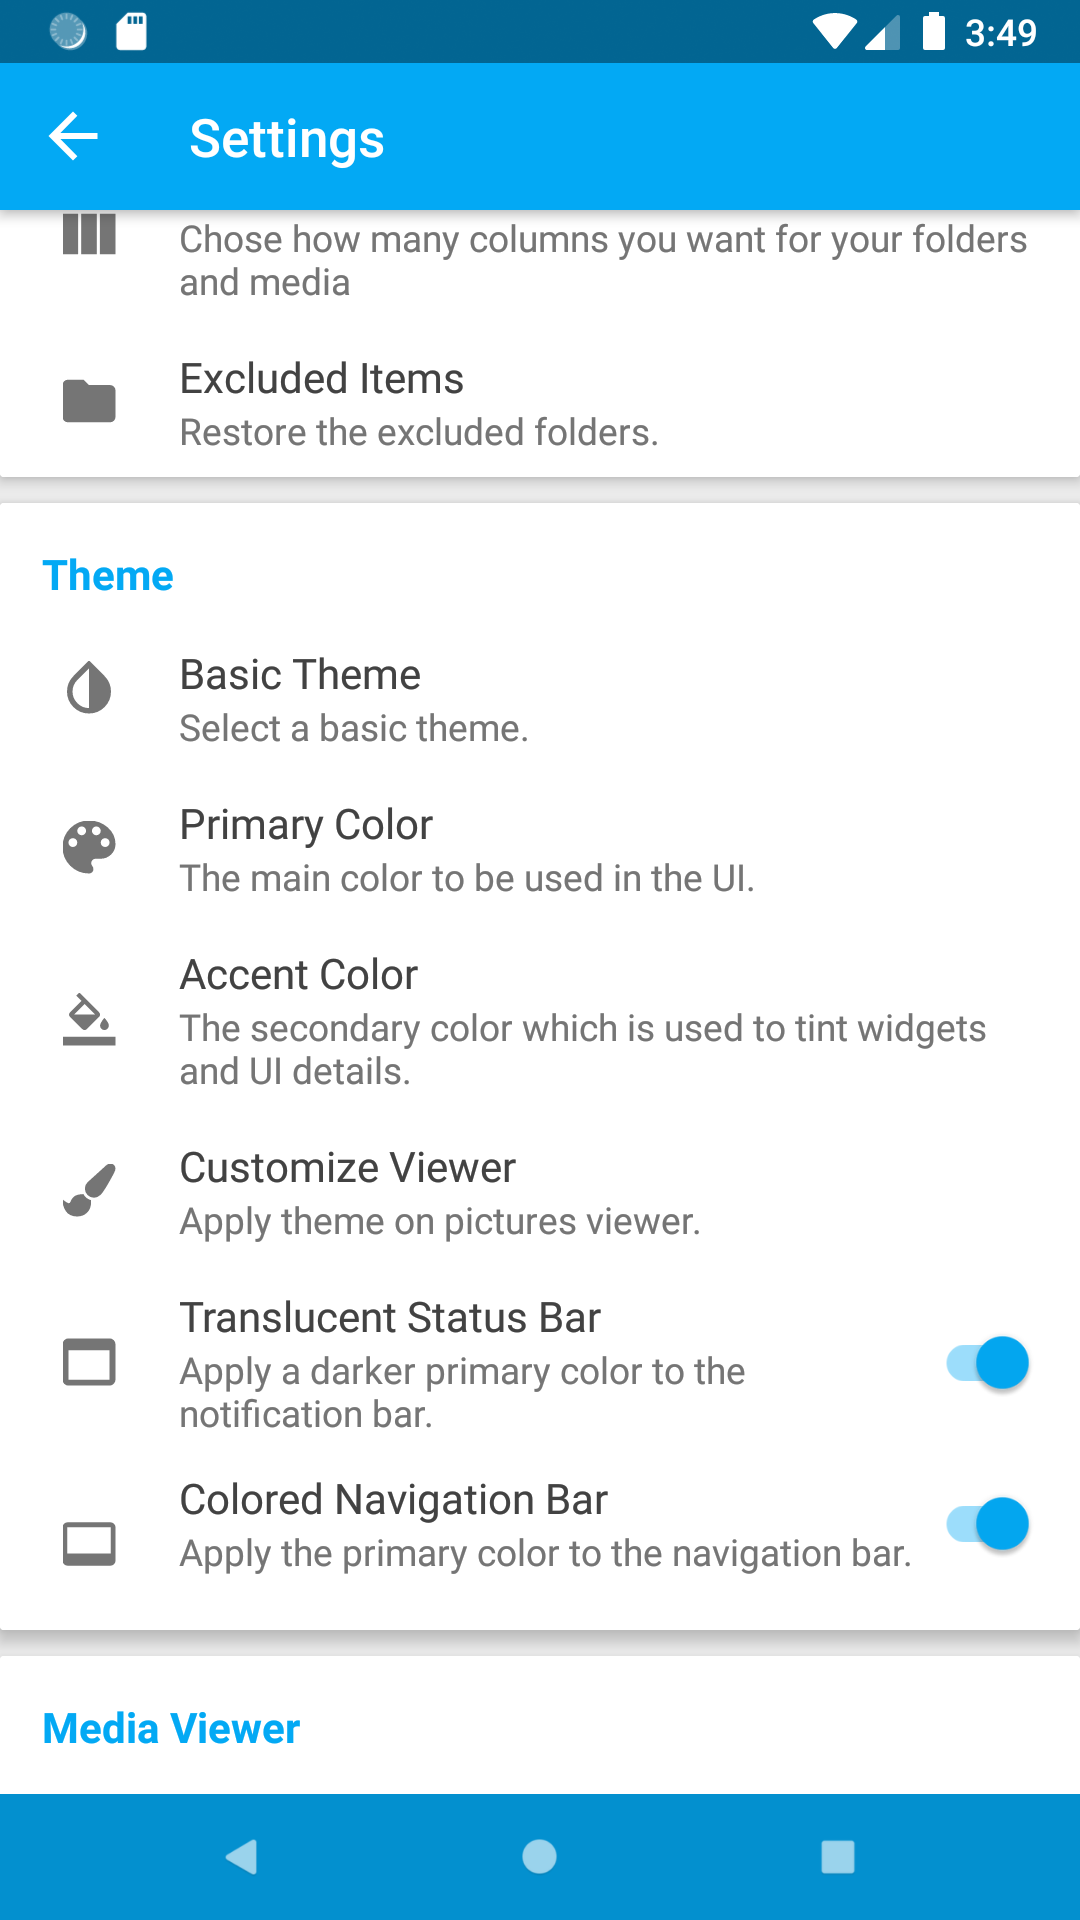 3:49
Settings
Chose how many columns you want for your folders
and media
Excluded Items
Restore the excluded folders.
Theme
Basic Theme
Select a basic theme.
Primary Color
The main color to be used in the UI.
Accent Color
The secondary color which is used to tint widgets
and UI details.
Customize Viewer
Apply theme on pictures viewer.
Translucent Status Bar
Apply a darker primary color to the
notification bar.
Colored Navigation Bar
Apply the primary color to the navigation bar.
Media Viewer